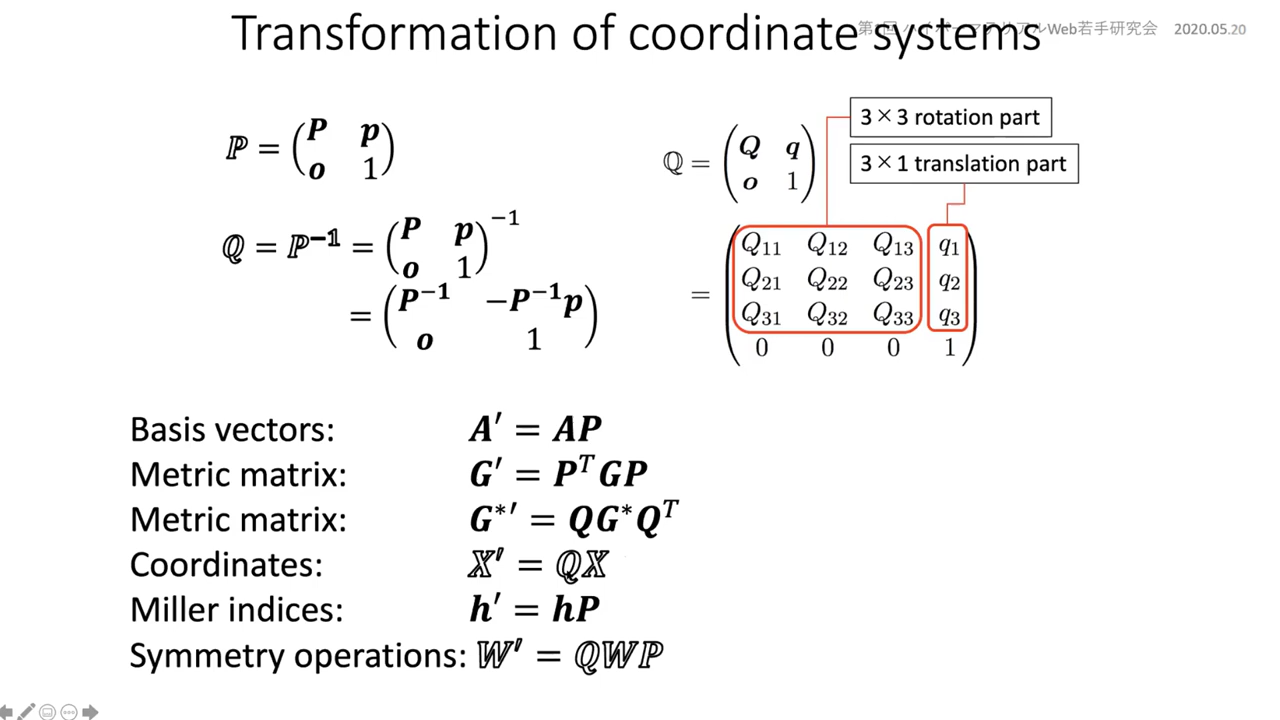 Transformation of coordinate systems
Web若手研究会 2020.05.20
ℙ = (P p
o 1)
ℚ = ℙ⁻¹ = (P p
o 1)⁻¹
= (P⁻¹ −P⁻¹p
o 1)
ℚ = (Q q
o 1)
3×3 rotation part
3×1 translation part
= (Q₁₁ Q₁₂ Q₁₃ q₁
Q₂₁ Q₂₂ Q₂₃ q₂
Q₃₁ Q₃₂ Q₃₃ q₃
0 0 0 1)
Basis vectors: A′ = AP
Metric matrix: G′ = PᵀGP
Metric matrix: G*′ = QG*Qᵀ
Coordinates: 𝕏′ = ℚ𝕏
Miller indices: h′ = hP
Symmetry operations: 𝕎′ = ℚ𝕎ℙ